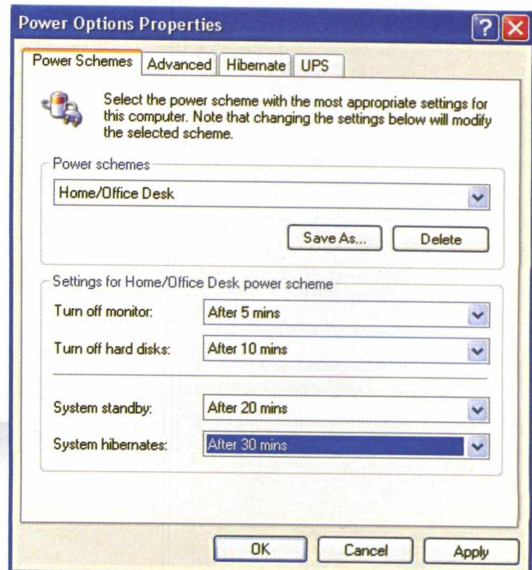 Power Options Properties
Power Schemes Advanced Hibernate UPS
Select the power scheme with the most appropriate settings for
this computer. Note that changing the settings below will modify
the selected scheme.
Power schemes
Home/Office Desk
Save As... Delete
Settings for Home/Office Desk power scheme
Turn off monitor: After 5 mins
Turn off hard disks: After 10 mins
System standby: After 20 mins
System hibernates: After 30 mins
OK Cancel Apply